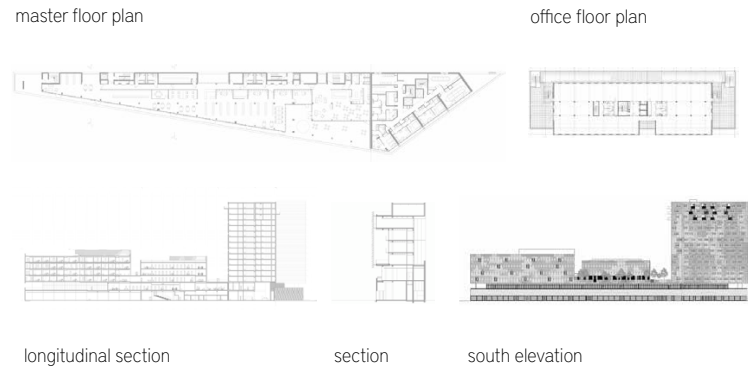 master floor plan
office floor plan
longitudinal section
section
south elevation